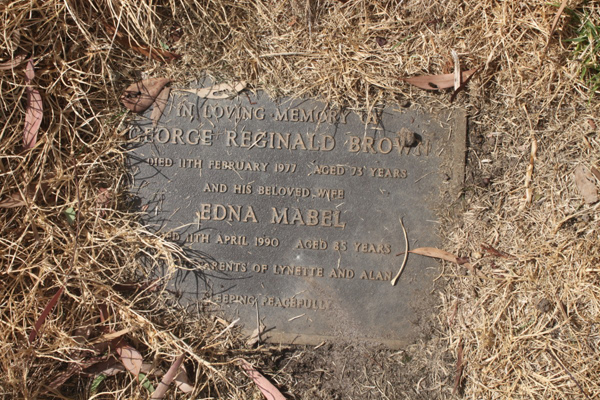 IN LOVING MEMORY OF
GEORGE REGINALD BROWN
DIED 11TH FEBRUARY 1977 AGED 73 YEARS
AND HIS BELOVED WIFE
EDNA MABEL
DIED 11TH APRIL 1990 AGED 85 YEARS
PARENTS OF LYNETTE AND ALAN
SLEEPING PEACEFULLY